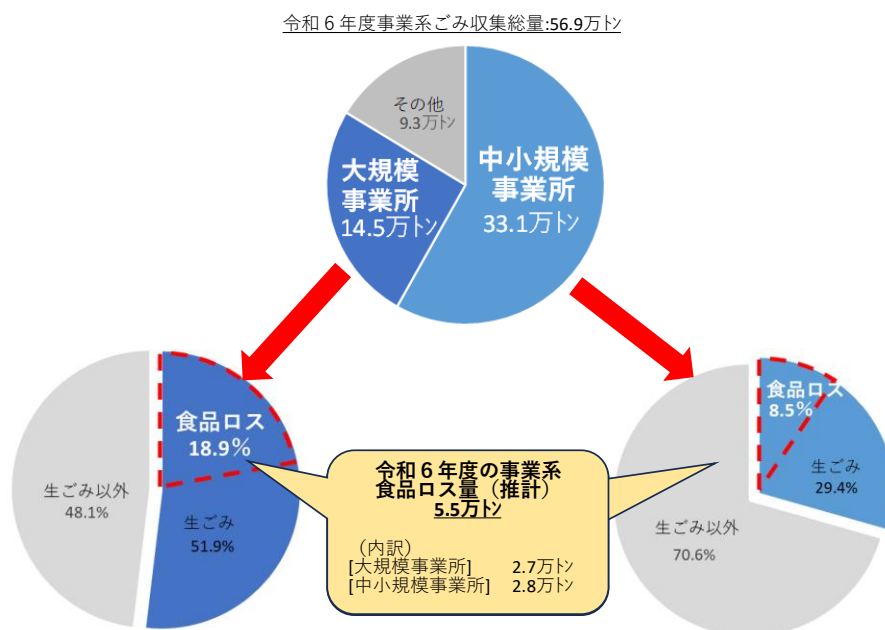 令和６年度事業系ごみ収集総量:56.9万トン
その他
9.3万トン
中小規模
事業所
33.1万トン
大規模
事業所
14.5万トン
食品ロス
18.9%
生ごみ以外
48.1%
生ごみ
51.9%
令和６年度の事業系
食品ロス量（推計）
5.5万トン
（内訳）
[大規模事業所] 2.7万トン
[中小規模事業所] 2.8万トン
食品ロス
8.5%
生ごみ
29.4%
生ごみ以外
70.6%